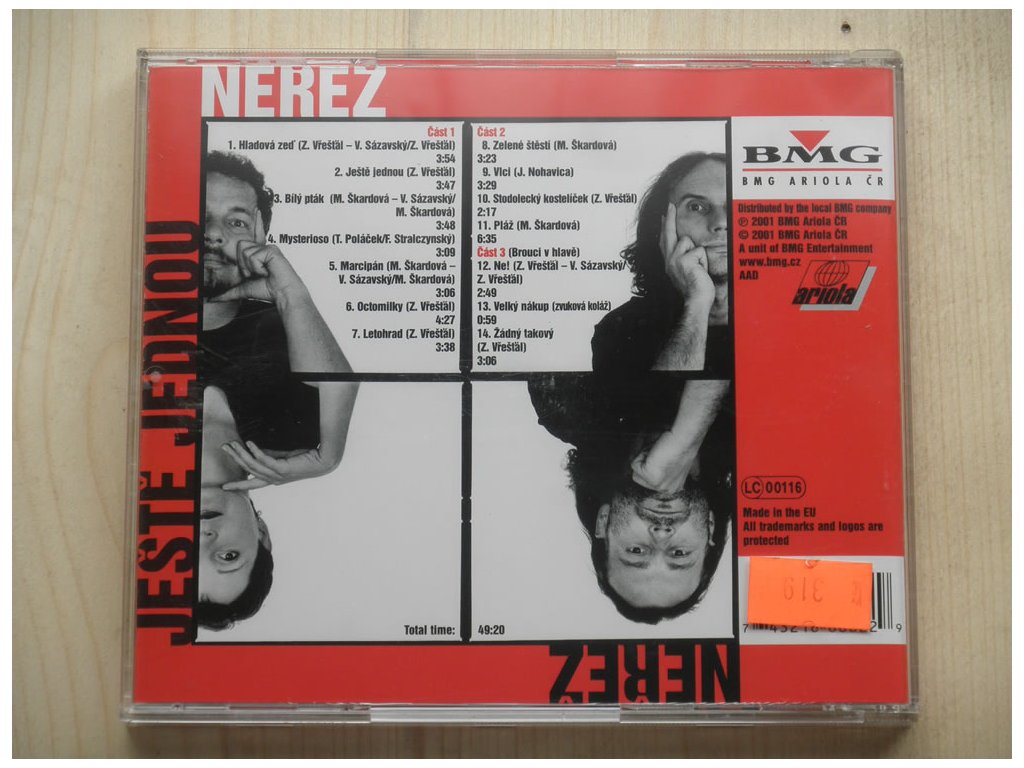 NEREZ
JEŠTĚ JEDNOU
Část 1
1. Hladová zeď (Z. Vřešťál – V. Sázavský/Z. Vřešťál)
3:54
2. Ještě jednou (Z. Vřešťál)
3:47
3. Bílý pták (M. Škardová – V. Sázavský/
M. Škardová)
3:48
4. Mysterioso (T. Poláček/F. Stralczynský)
3:09
5. Marcipán (M. Škardová –
V. Sázavský/M. Škardová)
3:06
6. Octomilky (Z. Vřešťál)
4:27
7. Letohrad (Z. Vřešťál)
3:38
Část 2
8. Zelené štěstí (M. Škardová)
3:23
9. Vlci (J. Nohavica)
3:29
10. Stodolecký kostelíček (Z. Vřešťál)
2:17
11. Pláž (M. Škardová)
6:35
Část 3 (Brouci v hlavě)
12. Ne! (Z. Vřešťál – V. Sázavský/
Z. Vřešťál)
2:49
13. Velký nákup (zvuková koláž)
0:59
14. Žádný takový
(Z. Vřešťál)
3:06
Total time: 49:20
BMG
BMG ARIOLA ČR
Distributed by the local BMG company
℗ 2001 BMG Ariola ČR
© 2001 BMG Ariola ČR
A unit of BMG Entertainment
www.bmg.cz
AAD
ariola
LC 00116
Made in the EU
All trademarks and logos are
protected
319
NEREZ